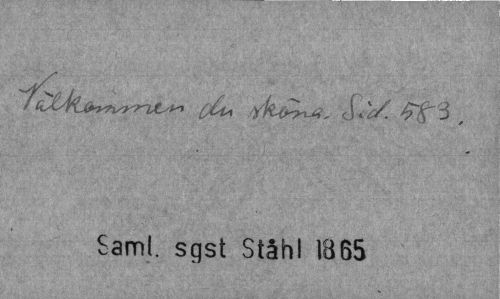 Välkommen du sköna. Sid. 583.
Saml. sgst Ståhl 1865